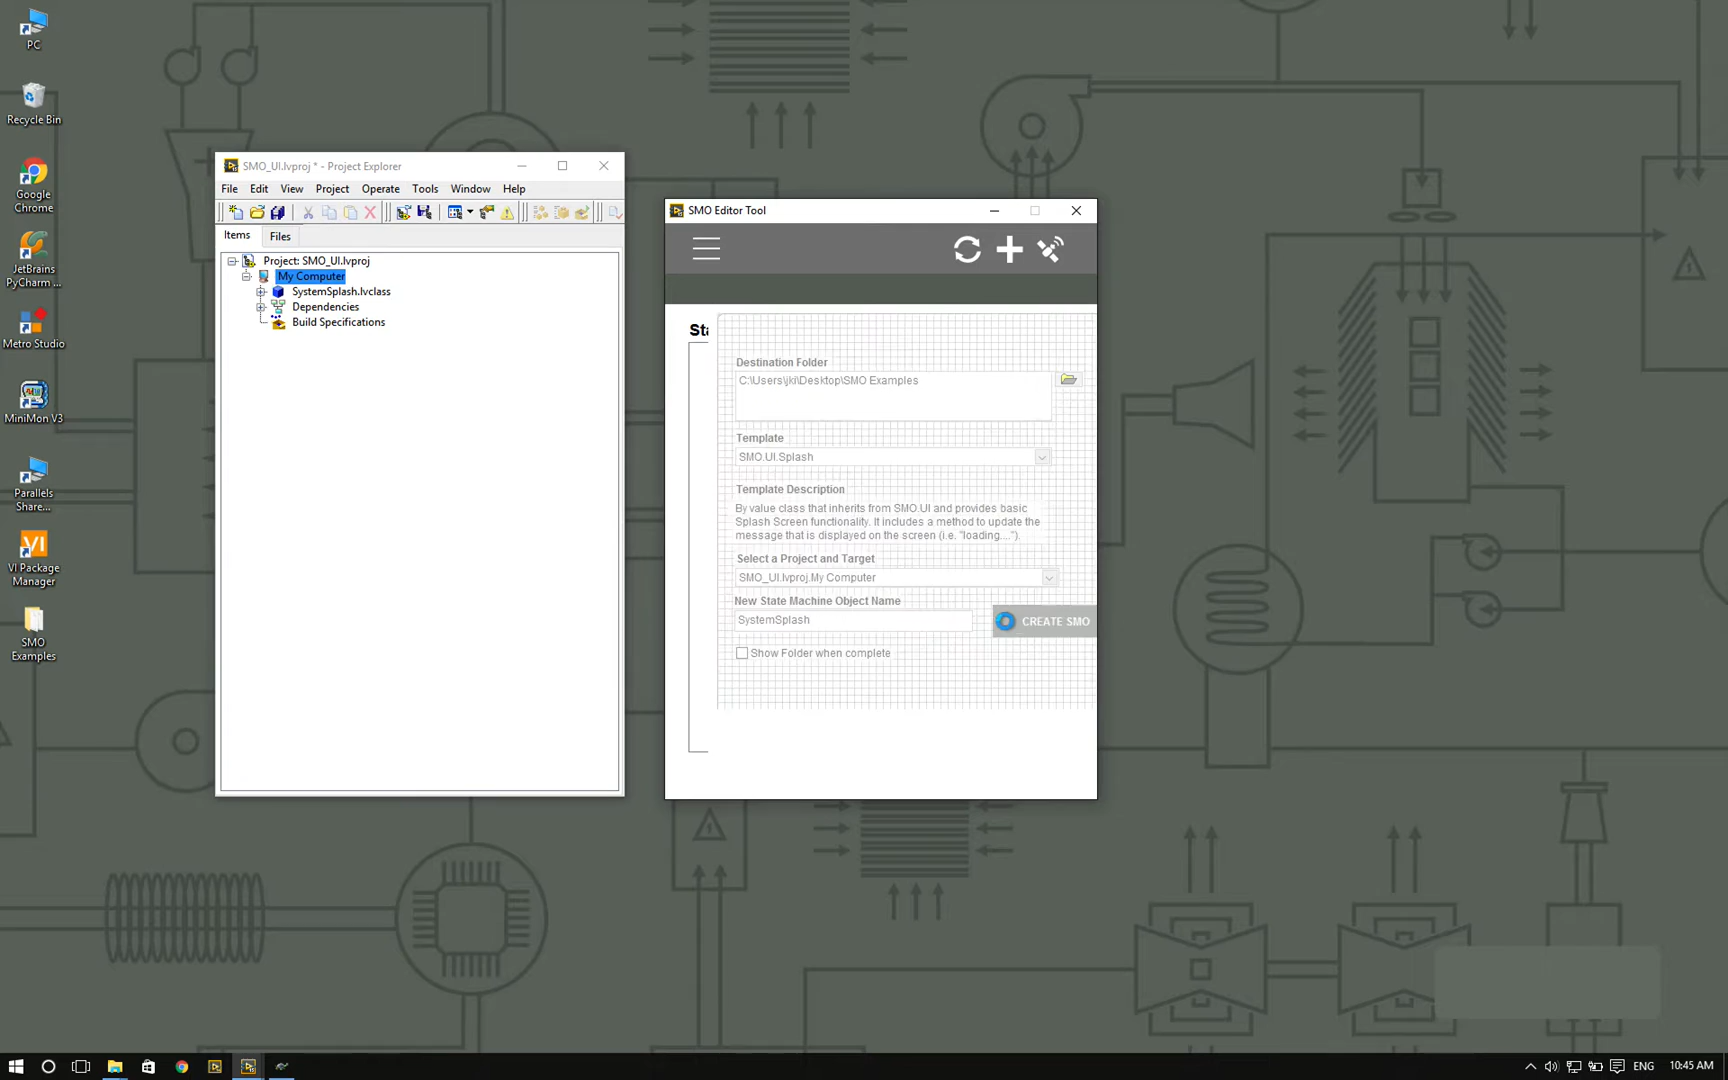 PC
Recycle Bin
Google
Chrome
JetBrains
PyCharm ...
Metro Studio
MiniMon V3
Parallels
Share...
VI
VI Package
Manager
SMO
Examples
SMO_UI.lvproj * - Project Explorer
File Edit View Project Operate Tools Window Help
Items Files
Project: SMO_UI.lvproj
My Computer
SystemSplash.lvclass
Dependencies
Build Specifications
SMO Editor Tool
Sta
Destination Folder
C:\Users\jki\Desktop\SMO Examples
Template
SMO.UI.Splash
Template Description
By value class that inherits from SMO.UI and provides basic
Splash Screen functionality. It includes a method to update the
message that is displayed on the screen (i.e. "loading....").
Select a Project and Target
SMO_UI.lvproj.My Computer
New State Machine Object Name
SystemSplash
CREATE SMO
Show Folder when complete
ENG 10:45 AM